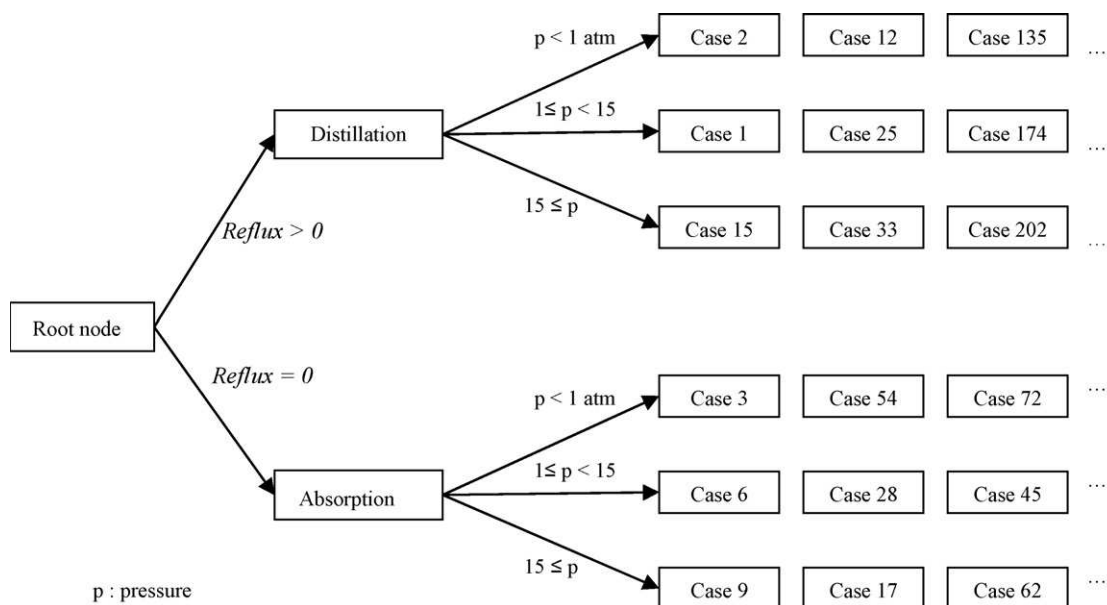 p < 1 atm
Case 2
Case 12
Case 135
...
Distillation
1≤ p < 15
Case 1
Case 25
Case 174
...
15 ≤ p
Case 15
Case 33
Case 202
...
Reflux > 0
Root node
Reflux = 0
p < 1 atm
Case 3
Case 54
Case 72
...
Absorption
1≤ p < 15
Case 6
Case 28
Case 45
...
15 ≤ p
Case 9
Case 17
Case 62
...
p : pressure